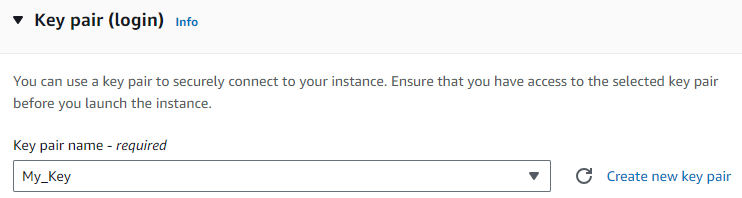 Key pair (login) Info
You can use a key pair to securely connect to your instance. Ensure that you have access to the selected key pair
before you launch the instance.
Key pair name - required
My_Key
Create new key pair